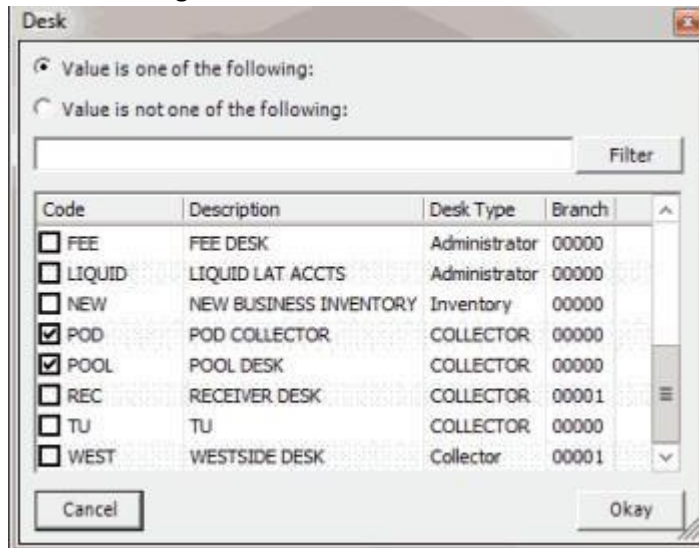 Desk
Value is one of the following:
Value is not one of the following:
Filter
Code Description Desk Type Branch
FEE FEE DESK Administrator 00000
LIQUID LIQUID LAT ACCTS Administrator 00000
NEW NEW BUSINESS INVENTORY Inventory 00000
POD POD COLLECTOR COLLECTOR 00000
POOL POOL DESK COLLECTOR 00000
REC RECEIVER DESK COLLECTOR 00001
TU TU COLLECTOR 00000
WEST WESTSIDE DESK Collector 00001
Cancel Okay